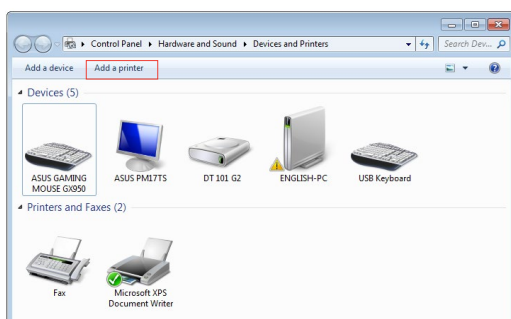 Control Panel ▸ Hardware and Sound ▸ Devices and Printers
Search Dev...
Add a device Add a printer
Devices (5)
ASUS GAMING MOUSE GX950
ASUS PM17TS
DT 101 G2
ENGLISH-PC
USB Keyboard
Printers and Faxes (2)
Fax
Microsoft XPS Document Writer